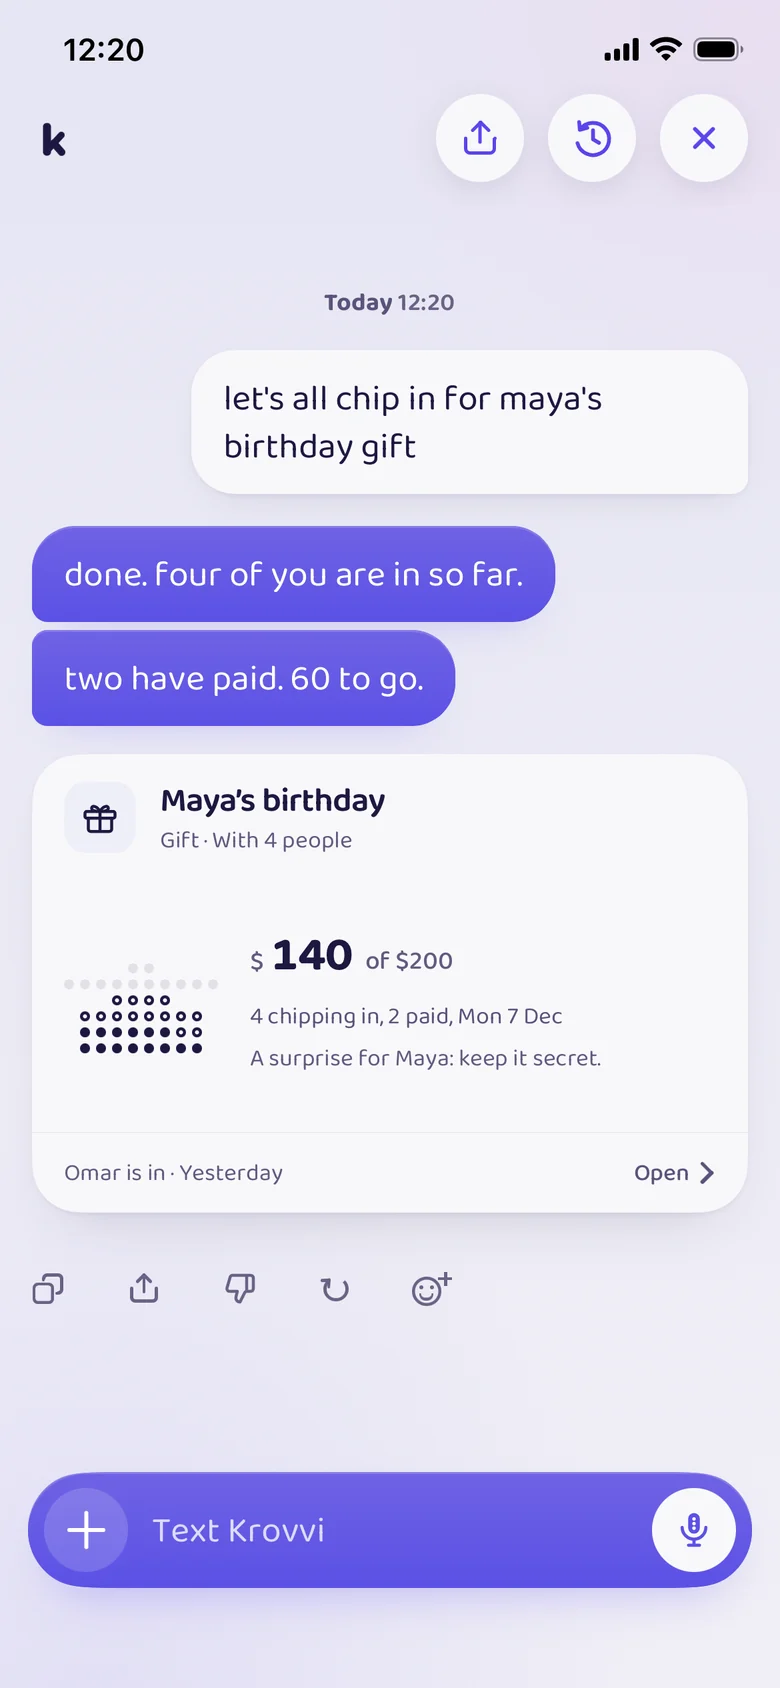 12:20
k
Today 12:20
let's all chip in for maya's
birthday gift
done. four of you are in so far.
two have paid. 60 to go.
Maya’s birthday
Gift · With 4 people
$ 140 of $200
4 chipping in, 2 paid, Mon 7 Dec
A surprise for Maya: keep it secret.
Omar is in · Yesterday
Open
Text Krovvi